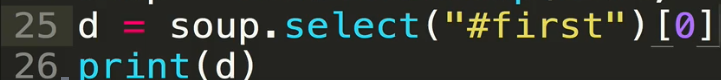 25 d = soup.select("#first")[0]
26 print(d)